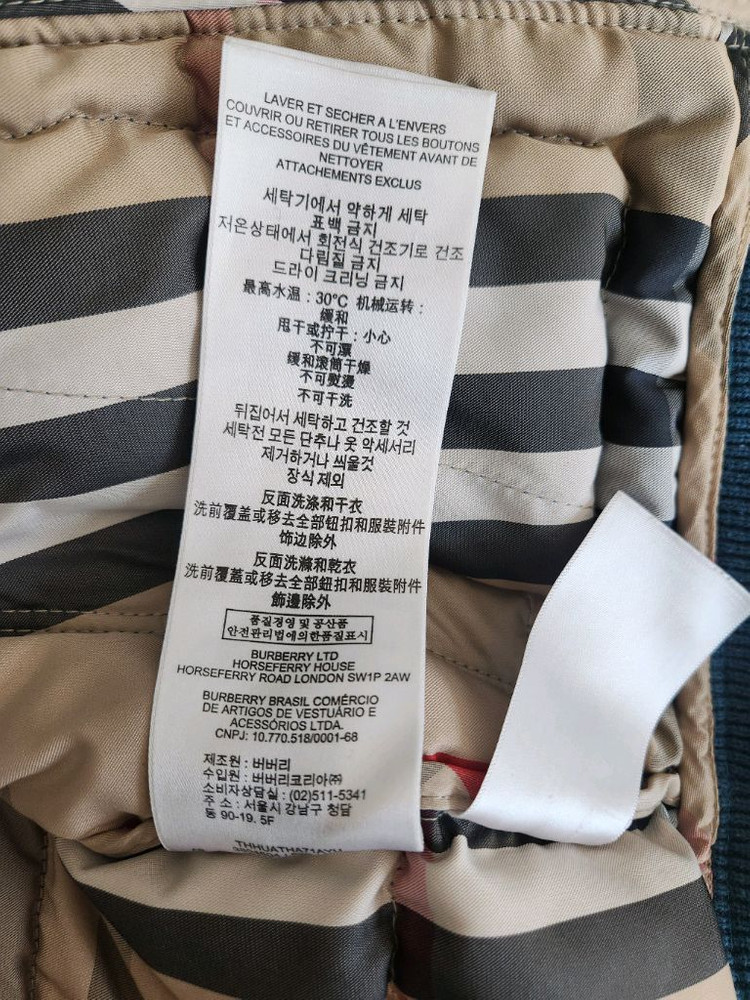 LAVER ET SECHER A L'ENVERS
COUVRIR OU RETIRER TOUS LES BOUTONS
ET ACCESSOIRES DU VÊTEMENT AVANT DE
NETTOYER
ATTACHEMENTS EXCLUS
세탁기에서 약하게 세탁
표백 금지
저온상태에서 회전식 건조기로 건조
다림질 금지
드라이 크리닝 금지
最高水温 : 30℃ 机械运转 :
缓和
甩干或拧干 : 小心
不可漂
缓和滚筒干燥
不可熨烫
不可干洗
뒤집어서 세탁하고 건조할 것
세탁전 모든 단추나 옷 악세서리
제거하거나 씌울것
장식 제외
反面洗涤和干衣
洗前覆蓋或移去全部鈕扣和服裝附件
饰边除外
反面洗滌和乾衣
洗前覆蓋或移去全部鈕扣和服裝附件
飾邊除外
품질경영 및 공산품
안전관리법에의한품질표시
BURBERRY LTD
HORSEFERRY HOUSE
HORSEFERRY ROAD LONDON SW1P 2AW
BURBERRY BRASIL COMÉRCIO
DE ARTIGOS DE VESTUÁRIO E
ACESSÓRIOS LTDA.
CNPJ: 10.770.518/0001-68
제조원 : 버버리
수입원 : 버버리코리아㈜
소비자상담실 : (02)511-5341
주 소 : 서울시 강남구 청담
동 90-19. 5F
THHUATHA71AYU